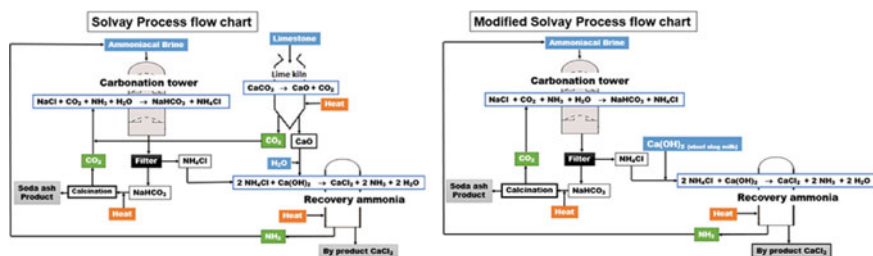 Solvay Process flow chart
Ammoniacal Brine
Limestone
Carbonation tower
Lime kiln
NaCl + CO₂ + NH₃ + H₂O → NaHCO₃ + NH₄Cl
CaCO₃ → CaO + CO₂
Heat
CO₂
CaO
CO₂
Filter
NH₄Cl
H₂O
2 NH₄Cl + Ca(OH)₂ → CaCl₂ + 2 NH₃ + 2 H₂O
Soda ash
Product
Calcination
NaHCO₃
Recovery ammonia
Heat
Heat
NH₃
By product CaCl₂
Modified Solvay Process flow chart
Ammoniacal Brine
Carbonation tower
NaCl + CO₂ + NH₃ + H₂O → NaHCO₃ + NH₄Cl
Ca(OH)₂ (steel slag milk)
CO₂
Filter
NH₄Cl
2 NH₄Cl + Ca(OH)₂ → CaCl₂ + 2 NH₃ + 2 H₂O
Soda ash
Product
Calcination
NaHCO₃
Recovery ammonia
Heat
Heat
NH₃
By product CaCl₂